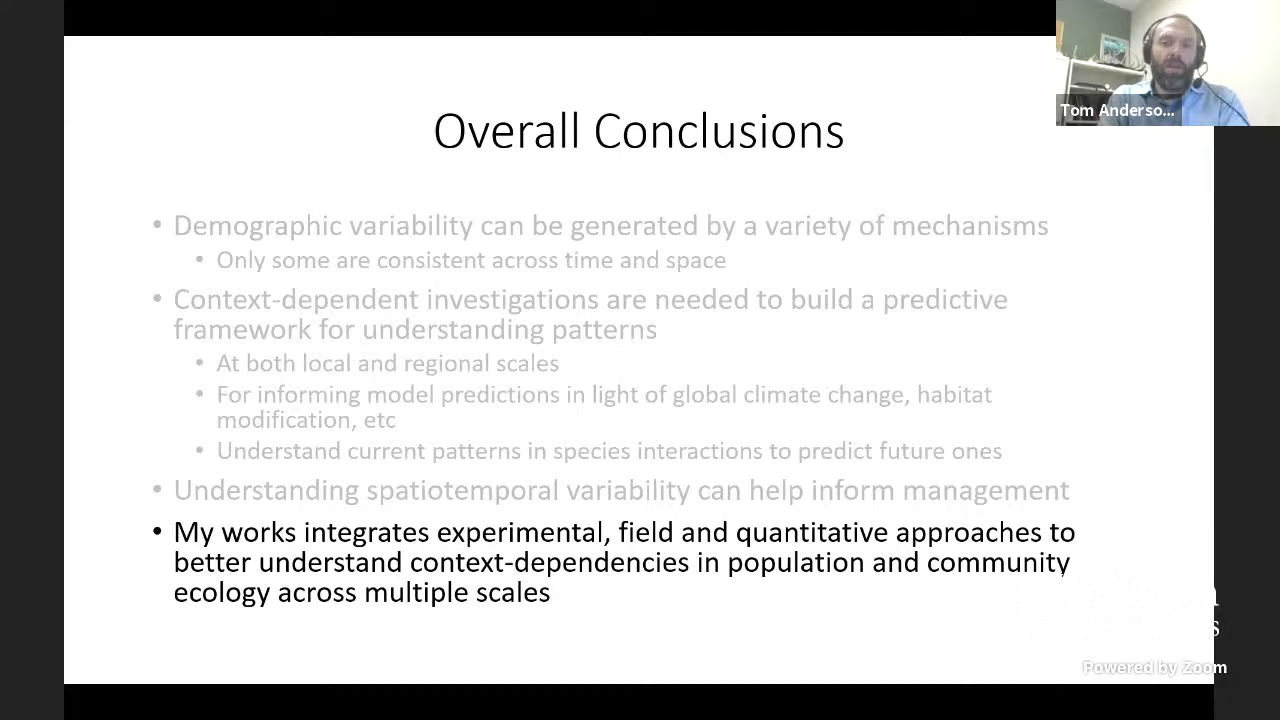 Tom Anderso...
Overall Conclusions
• Demographic variability can be generated by a variety of mechanisms
• Only some are consistent across time and space
• Context-dependent investigations are needed to build a predictive
framework for understanding patterns
• At both local and regional scales
• For informing model predictions in light of global climate change, habitat
modification, etc
• Understand current patterns in species interactions to predict future ones
• Understanding spatiotemporal variability can help inform management
• My works integrates experimental, field and quantitative approaches to
better understand context-dependencies in population and community
ecology across multiple scales
Powered by Zoom